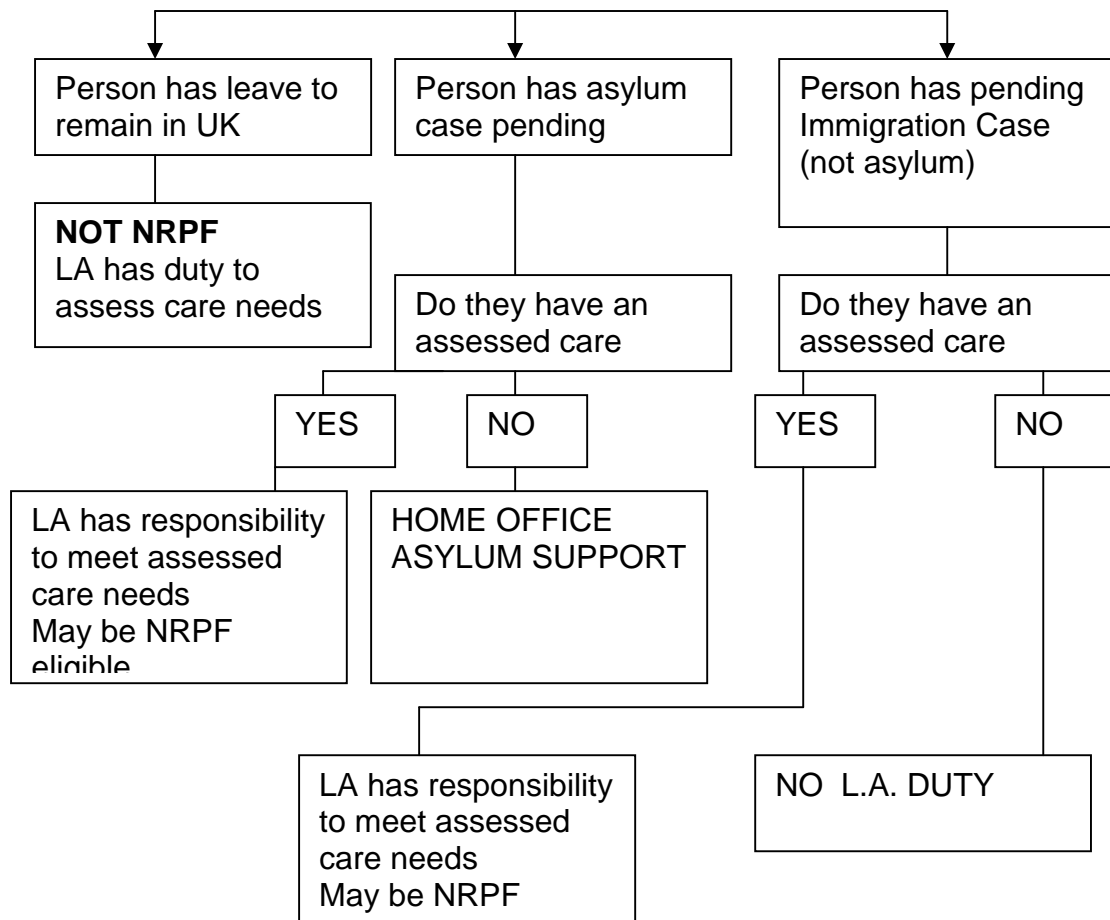 Person has leave to
remain in UK
Person has asylum
case pending
Person has pending
Immigration Case
(not asylum)
NOT NRPF
LA has duty to
assess care needs
Do they have an
assessed care
Do they have an
assessed care
YES
NO
YES
NO
LA has responsibility
to meet assessed
care needs
May be NRPF
eligible
HOME OFFICE
ASYLUM SUPPORT
LA has responsibility
to meet assessed
care needs
May be NRPF
NO L.A. DUTY